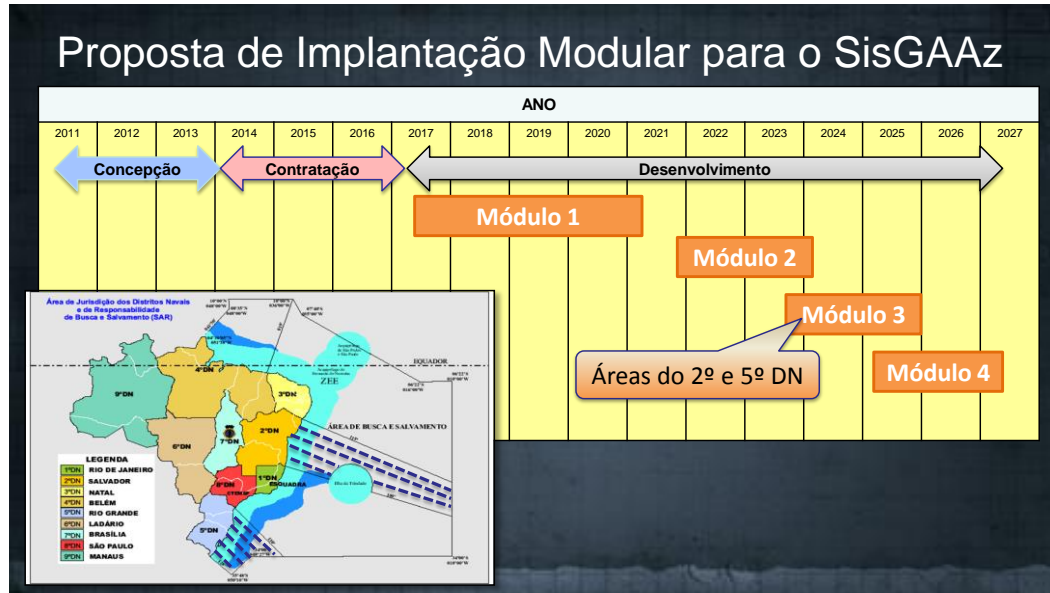 Proposta de Implantação Modular para o SisGAAz
ANO
2011 2012 2013 2014 2015 2016 2017 2018 2019 2020 2021 2022 2023 2024 2025 2026 2027
Concepção Contratação Desenvolvimento
Módulo 1
Módulo 2
Módulo 3
Áreas do 2º e 5º DN
Módulo 4
Área de Jurisdição dos Distritos Navais
e de Responsabilidade
de Busca e Salvamento (SAR)
EQUADOR
4ºDN
ZEE
9ºDN
3ºDN
ÁREA DE BUSCA E SALVAMENTO
2ºDN
7ºDN
6ºDN
1ºDN
8ºDN
ESQUADRA
5ºDN
LEGENDA
1ºDN RIO DE JANEIRO
2ºDN SALVADOR
3ºDN NATAL
4ºDN BELÉM
5ºDN RIO GRANDE
6ºDN LADÁRIO
7ºDN BRASÍLIA
8ºDN SÃO PAULO
9ºDN MANAUS